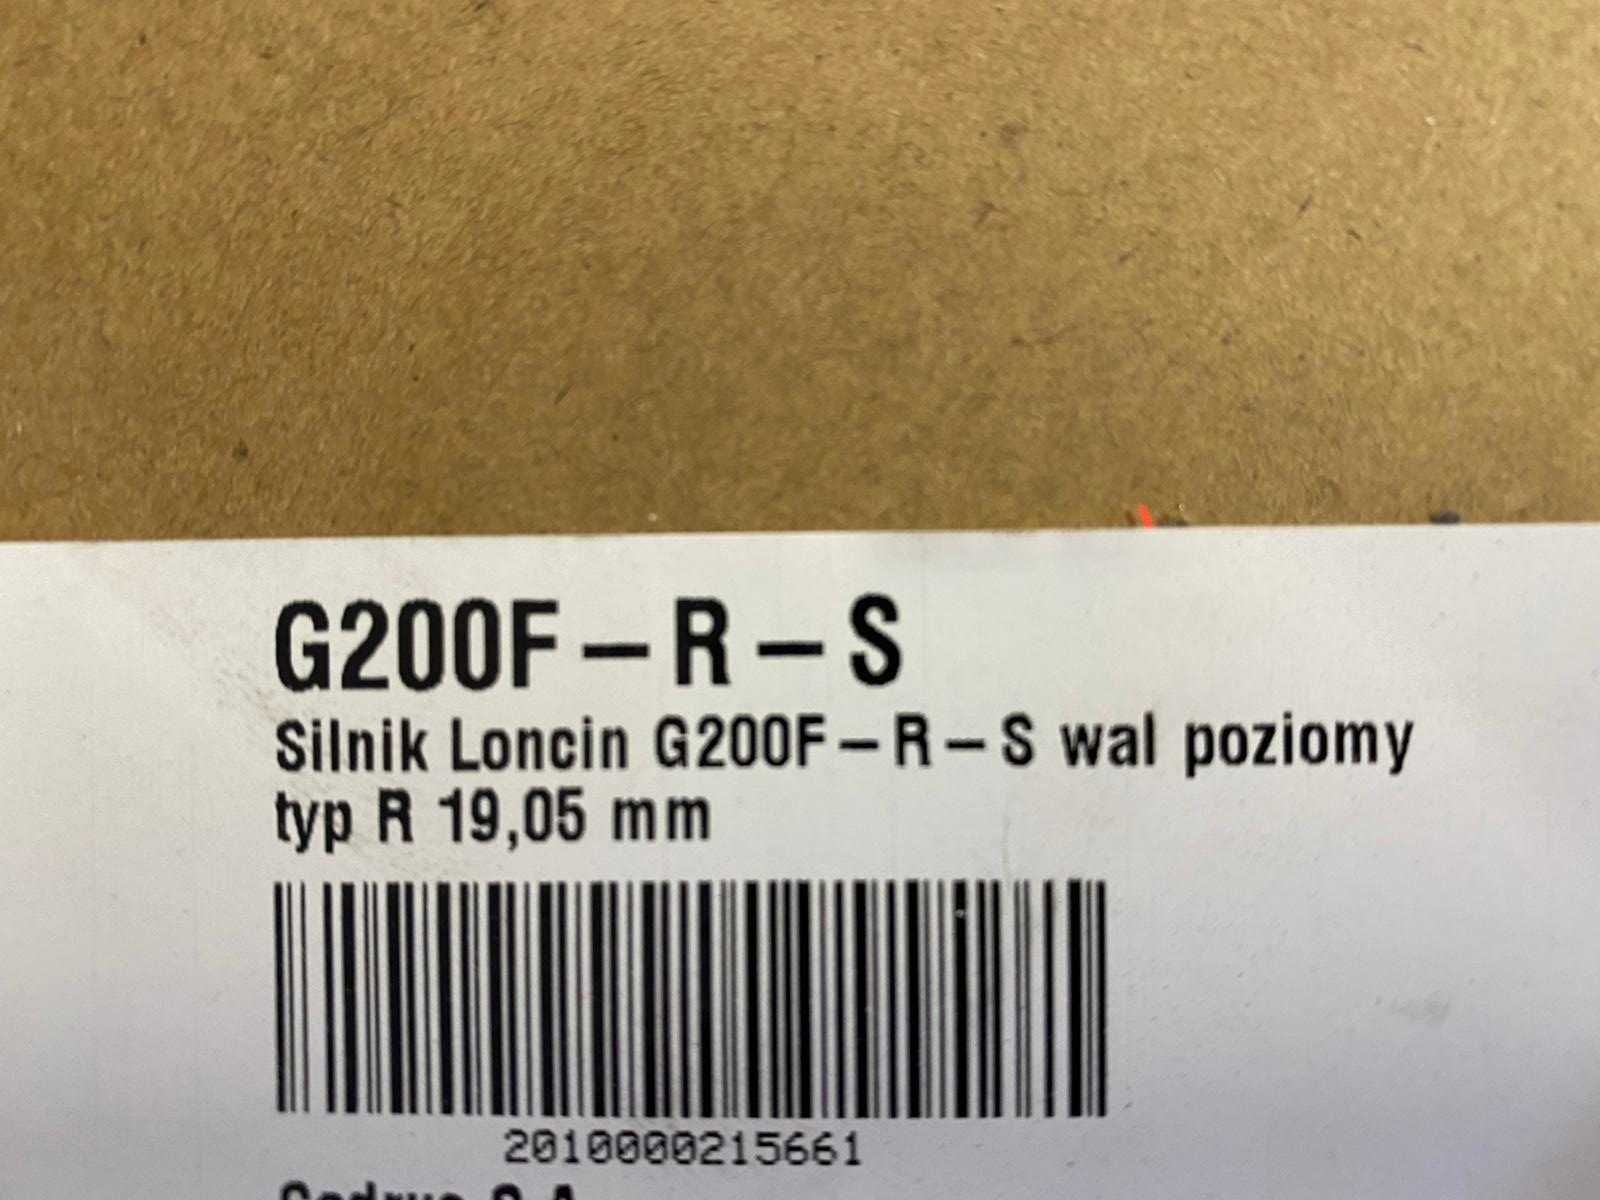 G200F-R-S
Silnik Loncin G200F-R-S wal poziomy
typ R 19,05 mm
2010000215661